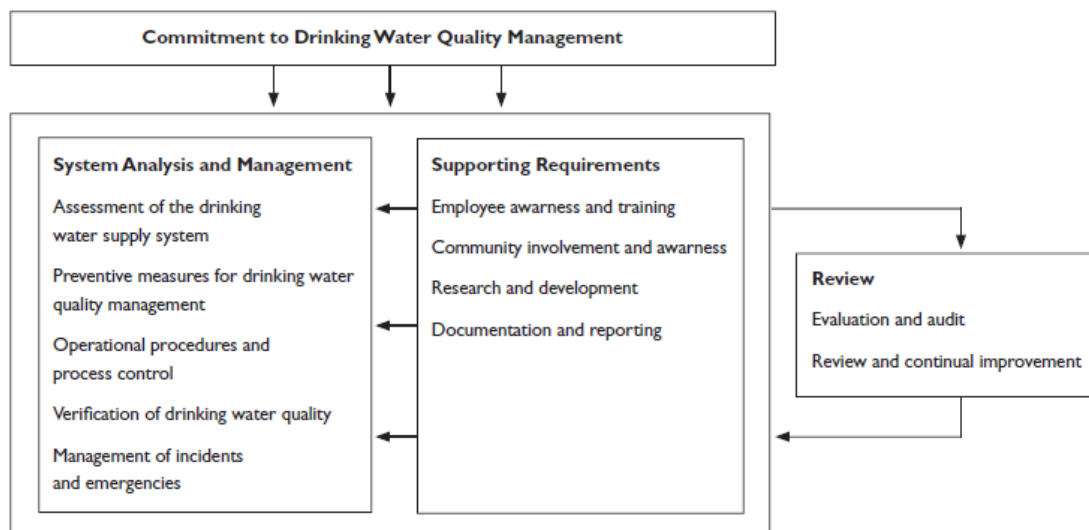 Commitment to Drinking Water Quality Management
System Analysis and Management
Assessment of the drinking
water supply system
Preventive measures for drinking water
quality management
Operational procedures and
process control
Verification of drinking water quality
Management of incidents
and emergencies
Supporting Requirements
Employee awarness and training
Community involvement and awarness
Research and development
Documentation and reporting
Review
Evaluation and audit
Review and continual improvement